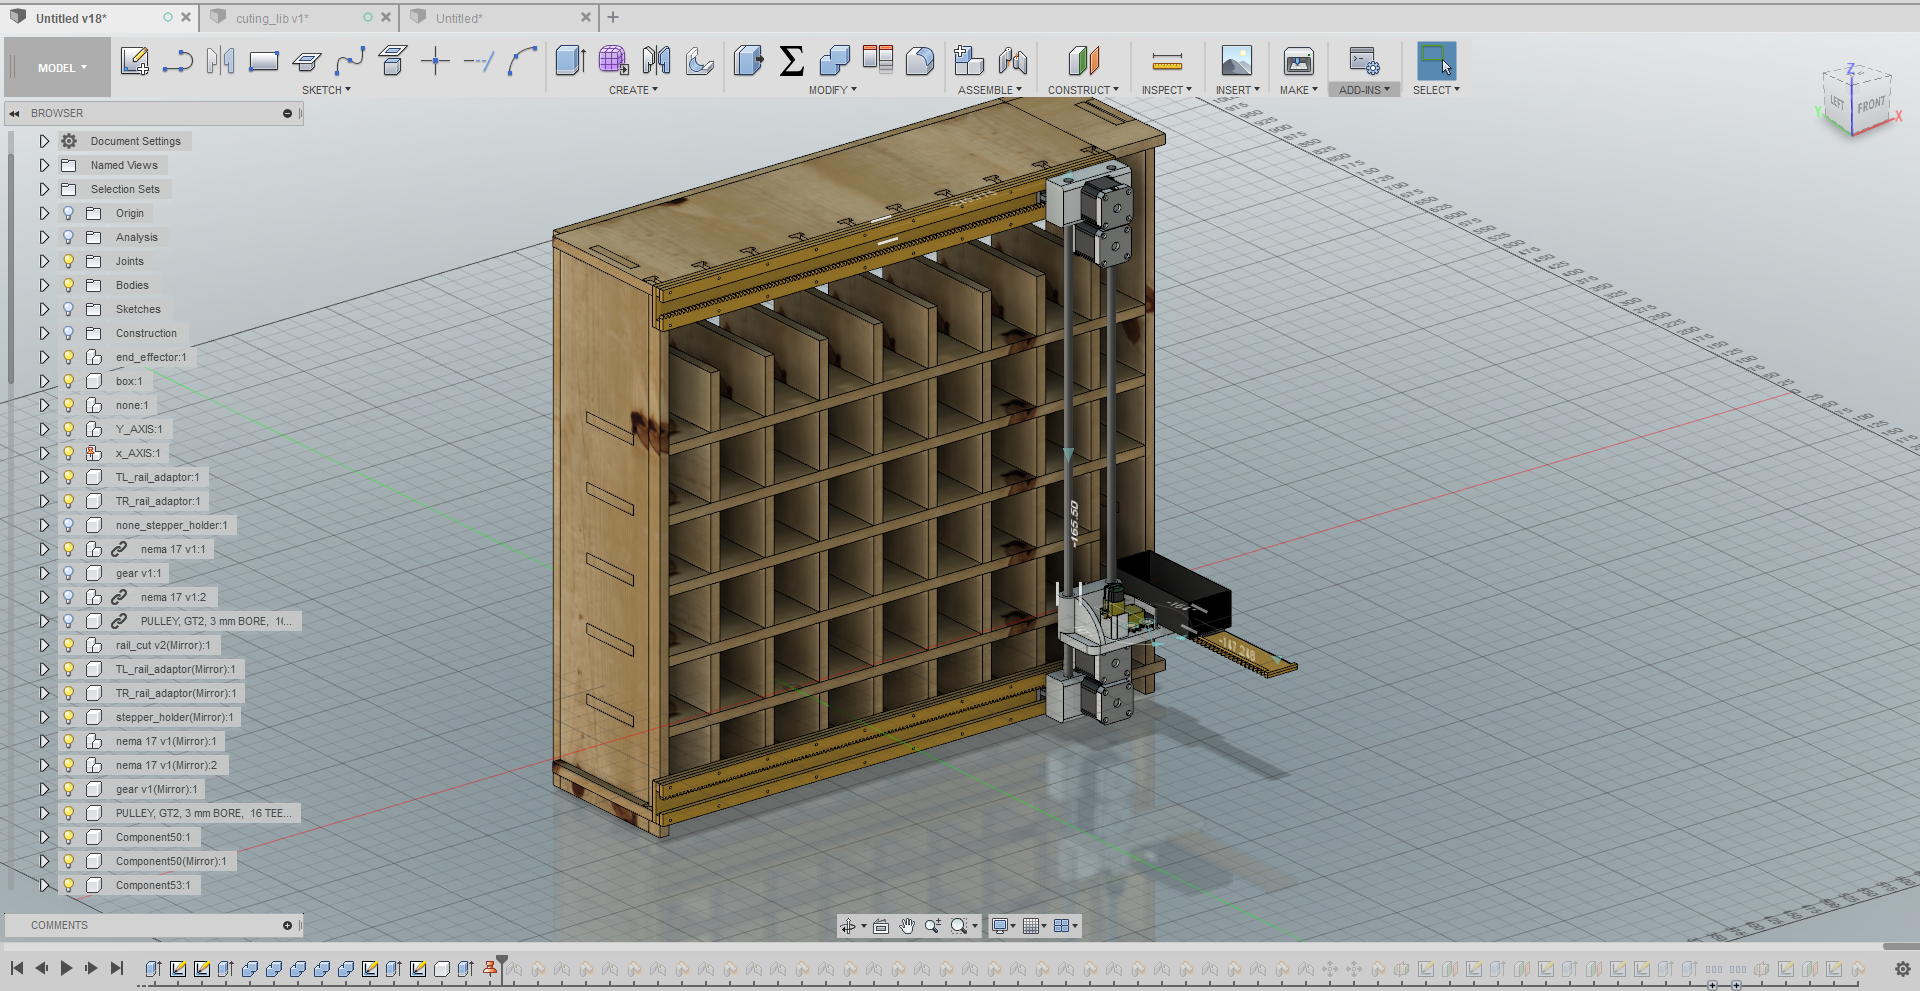 Untitled v18*
cuting_lib v1*
Untitled*
MODEL
SKETCH
CREATE
MODIFY
ASSEMBLE
CONSTRUCT
INSPECT
INSERT
MAKE
ADD-INS
SELECT
BROWSER
Document Settings
Named Views
Selection Sets
Origin
Analysis
Joints
Bodies
Sketches
Construction
end_effector:1
box:1
none:1
Y_AXIS:1
x_AXIS:1
TL_rail_adaptor:1
TR_rail_adaptor:1
none_stepper_holder:1
nema 17 v1:1
gear v1:1
nema 17 v1:2
PULLEY, GT2, 3 mm BORE, 1(...
rail_cut v2(Mirror):1
TL_rail_adaptor(Mirror):1
TR_rail_adaptor(Mirror):1
stepper_holder(Mirror):1
nema 17 v1(Mirror):1
nema 17 v1(Mirror):2
gear v1(Mirror):1
PULLEY, GT2, 3 mm BORE, 16 TEE...
Component50:1
Component50(Mirror):1
Component53:1
COMMENTS
Z
LEFT
FRONT
Y
X
-165.50
-141.248